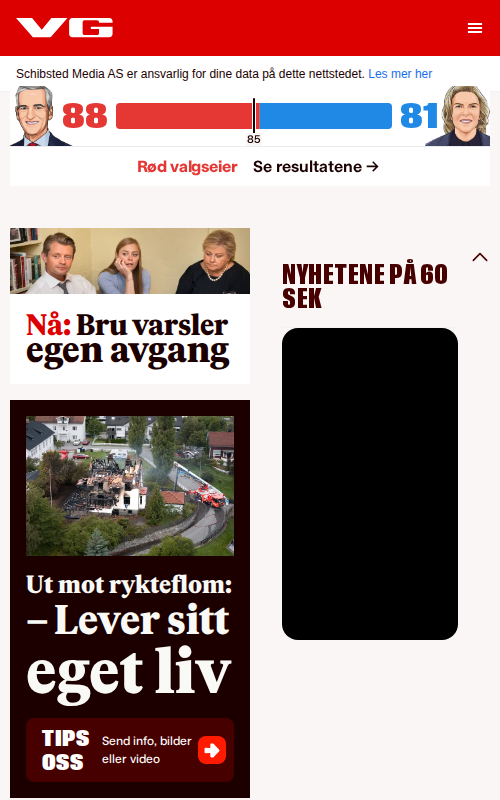 VG
Schibsted Media AS er ansvarlig for dine data på dette nettstedet. Les mer her
88
81
85
Rød valgseier Se resultatene →
Nå: Bru varsler
egen avgang
NYHETENE PÅ 60
SEK
Ut mot rykteflom:
– Lever sitt
eget liv
TIPS
OSS
Send info, bilder
eller video